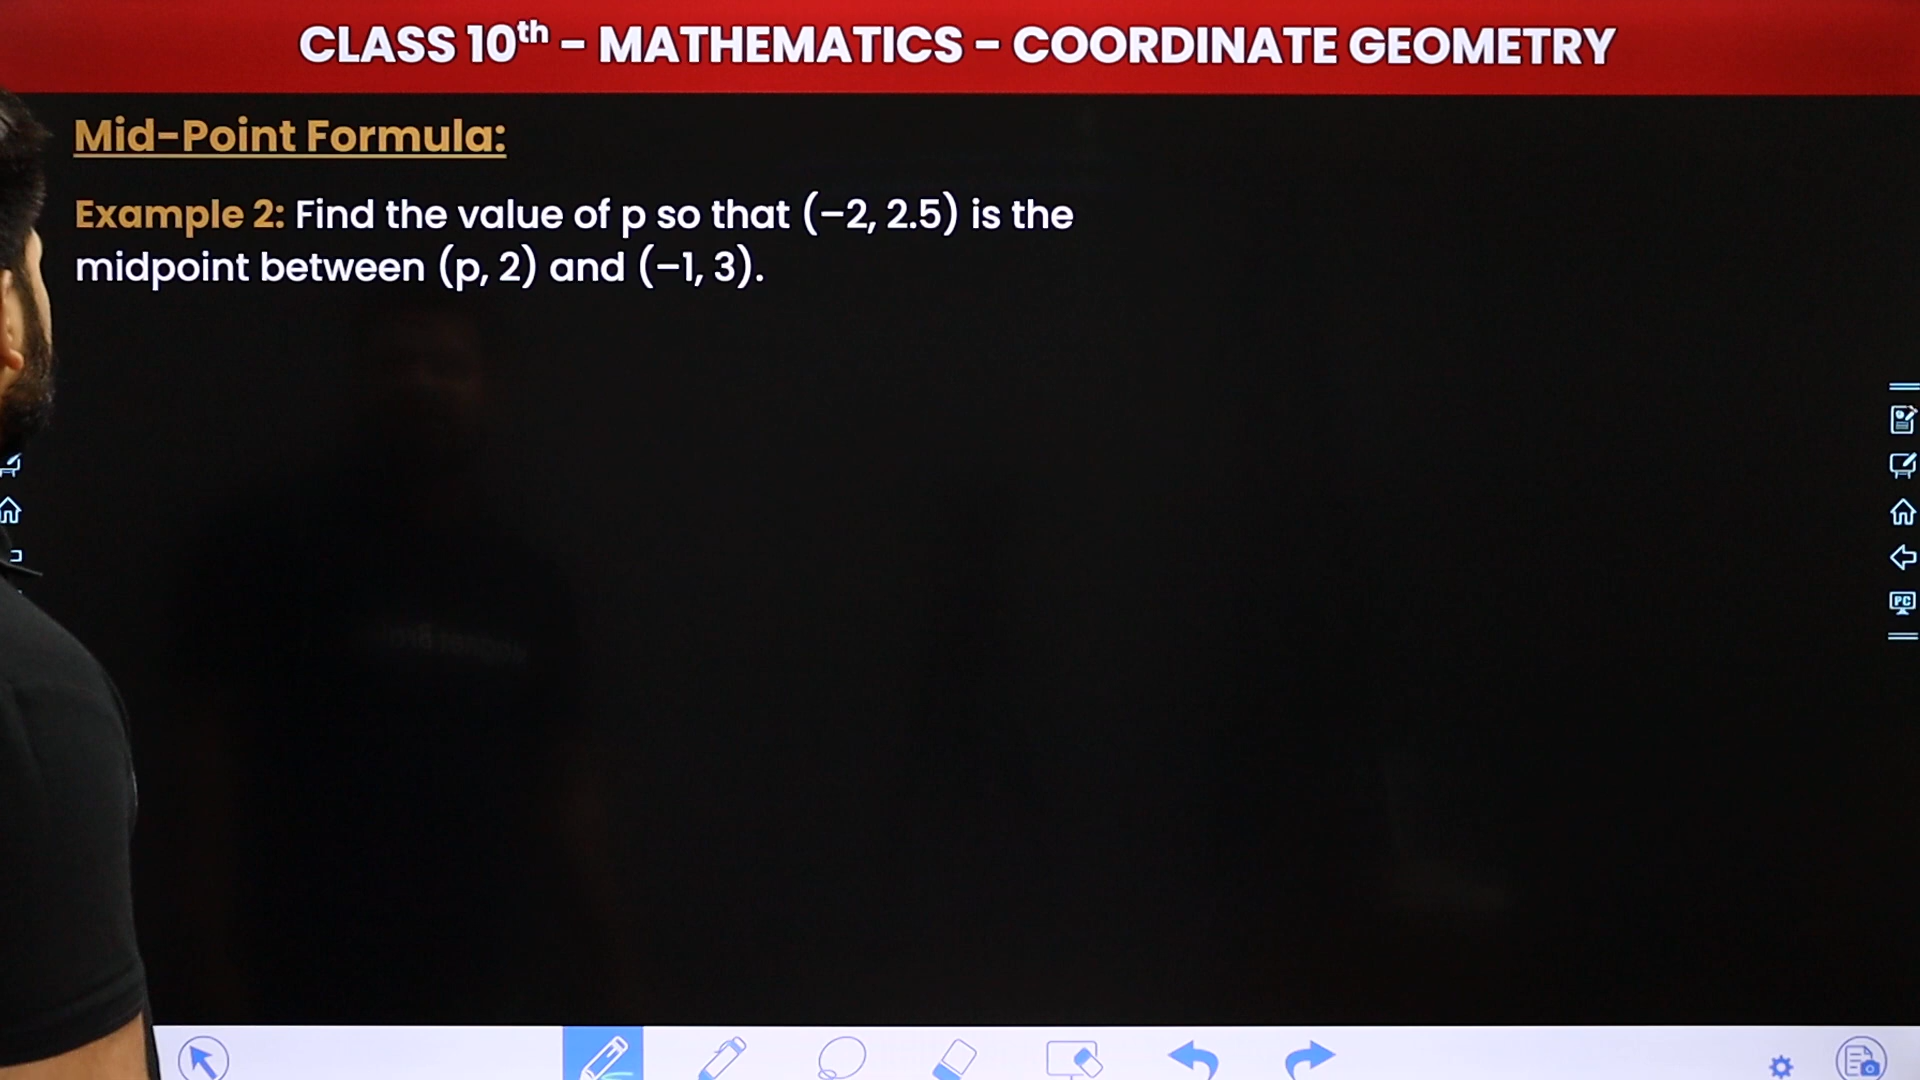 CLASS 10th – MATHEMATICS – COORDINATE GEOMETRY
Mid-Point Formula:
Example 2: Find the value of p so that (–2, 2.5) is the
midpoint between (p, 2) and (–1, 3).
PC